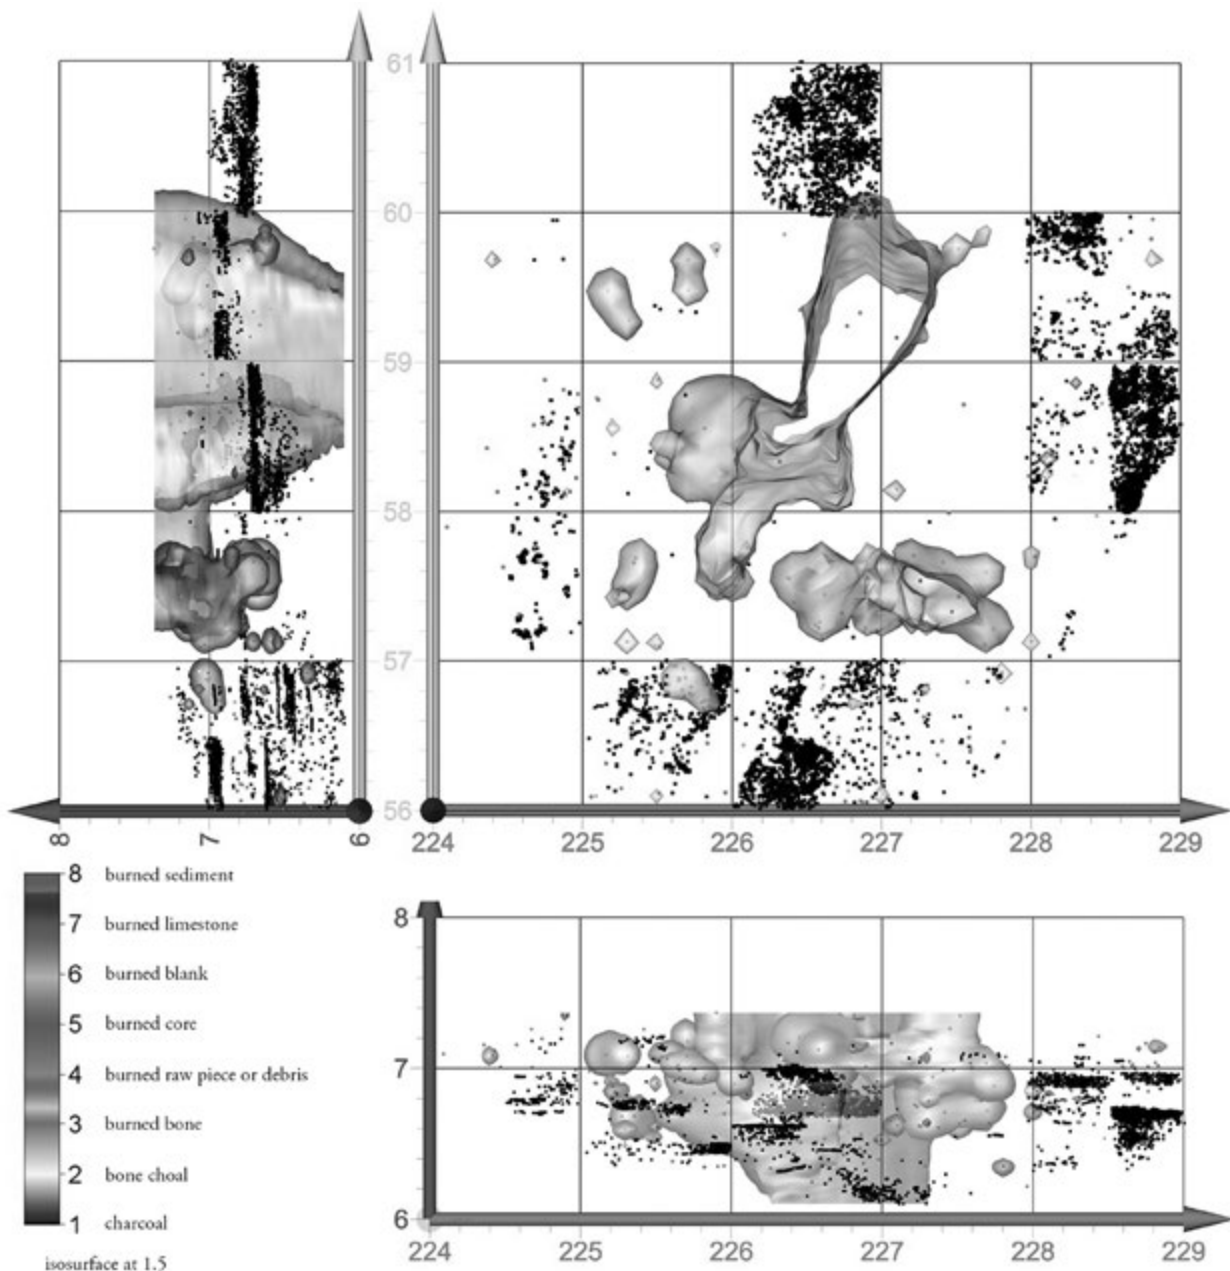 61
60
59
58
57
56
8
7
6
224
225
226
227
228
229
8 burned sediment
7 burned limestone
6 burned blank
5 burned core
4 burned raw piece or debris
3 burned bone
2 bone choal
1 charcoal
isosurface at 1.5
8
7
6
224
225
226
227
228
229